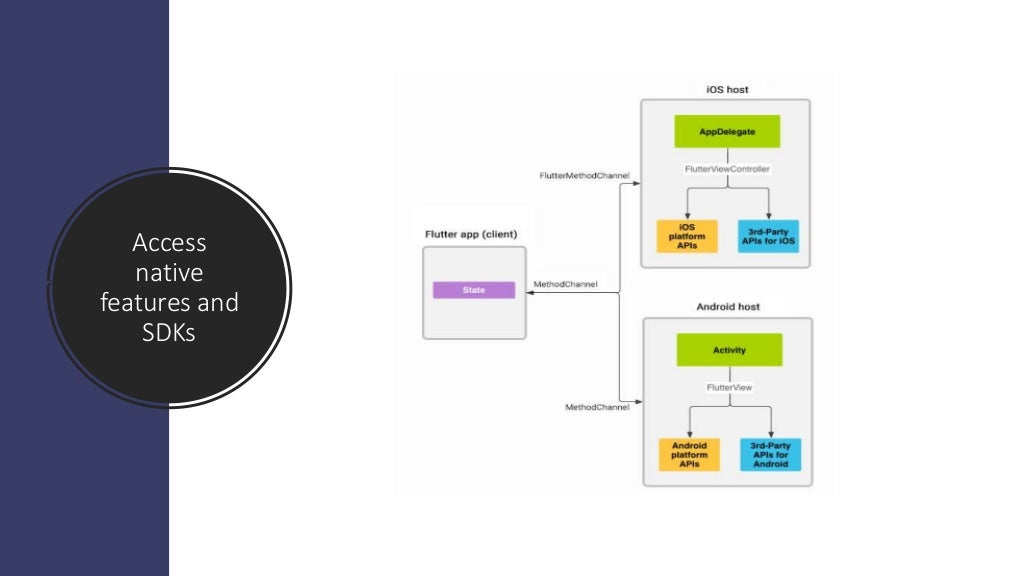 Access
native
features and
SDKs
iOS host
AppDelegate
FlutterViewController
FlutterMethodChannel
iOS
platform
APIs
3rd-Party
APIs for iOS
Flutter app (client)
State
MethodChannel
Android host
Activity
FlutterView
MethodChannel
Android
platform
APIs
3rd-Party
APIs for
Android